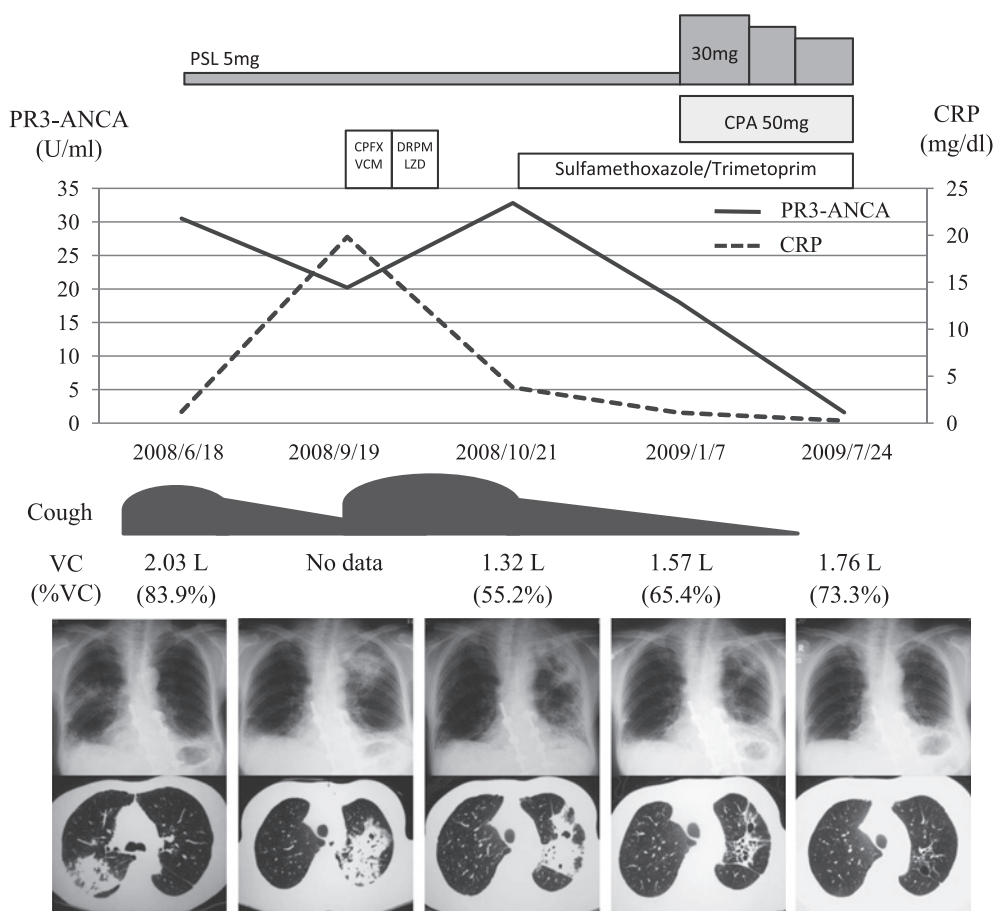 PSL 5mg
30mg
CPA 50mg
PR3-ANCA
(U/ml)
CRP
(mg/dl)
CPFX
VCM
DRPM
LZD
Sulfamethoxazole/Trimetoprim
35
30
25
20
15
10
5
0
25
20
15
10
5
0
PR3-ANCA
CRP
2008/6/18
2008/9/19
2008/10/21
2009/1/7
2009/7/24
Cough
VC
(%VC)
2.03 L
(83.9%)
No data
1.32 L
(55.2%)
1.57 L
(65.4%)
1.76 L
(73.3%)
R